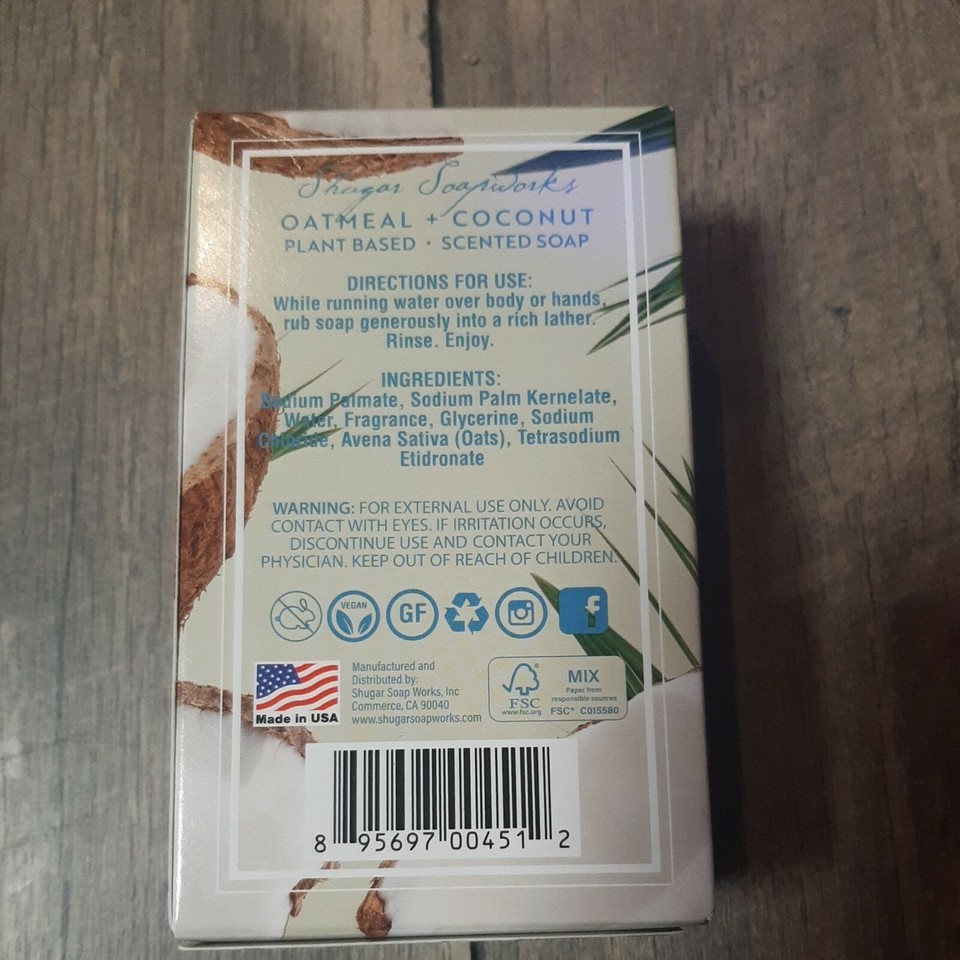 Shugar Soapworks
OATMEAL + COCONUT
PLANT BASED · SCENTED SOAP
DIRECTIONS FOR USE:
While running water over body or hands,
rub soap generously into a rich lather.
Rinse. Enjoy.
INGREDIENTS:
Sodium Palmate, Sodium Palm Kernelate,
Water, Fragrance, Glycerine, Sodium
Chloride, Avena Sativa (Oats), Tetrasodium
Etidronate
WARNING: FOR EXTERNAL USE ONLY. AVOID
CONTACT WITH EYES. IF IRRITATION OCCURS,
DISCONTINUE USE AND CONTACT YOUR
PHYSICIAN. KEEP OUT OF REACH OF CHILDREN.
VEGAN
GF
f
Made in USA
Manufactured and
Distributed by:
Shugar Soap Works, Inc
Commerce, CA 90040
www.shugarsoapworks.com
FSC®
www.fsc.org
MIX
Paper from
responsible sources
FSC® C015580
8 95697 00451 2